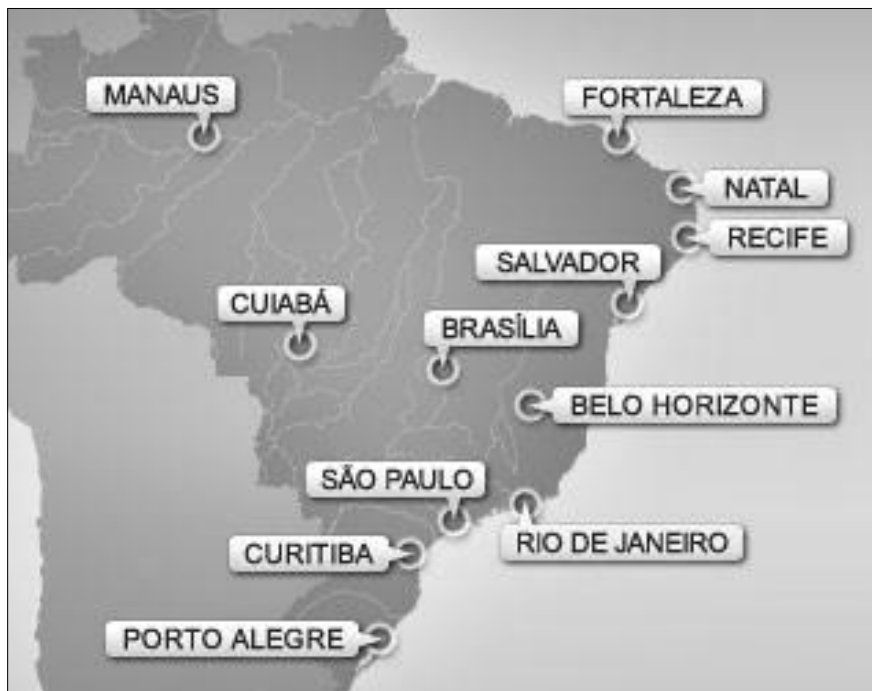 MANAUS
FORTALEZA
NATAL
RECIFE
SALVADOR
CUIABÁ
BRASÍLIA
BELO HORIZONTE
SÃO PAULO
RIO DE JANEIRO
CURITIBA
PORTO ALEGRE